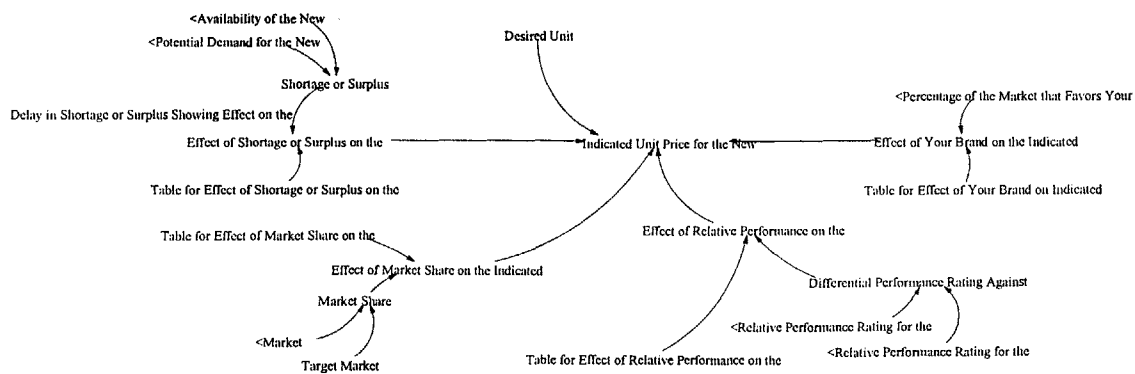 <Availability of the New
<Potential Demand for the New
Desired Unit
Shortage or Surplus
<Percentage of the Market that Favors Your
Delay in Shortage or Surplus Showing Effect on the
Effect of Shortage or Surplus on the
Indicated Unit Price for the New
Effect of Your Brand on the Indicated
Table for Effect of Shortage or Surplus on the
Table for Effect of Your Brand on Indicated
Table for Effect of Market Share on the
Effect of Relative Performance on the
Effect of Market Share on the Indicated
Differential Performance Rating Against
Market Share
<Relative Performance Rating for the
<Market
<Relative Performance Rating for the
Target Market
Table for Effect of Relative Performance on the